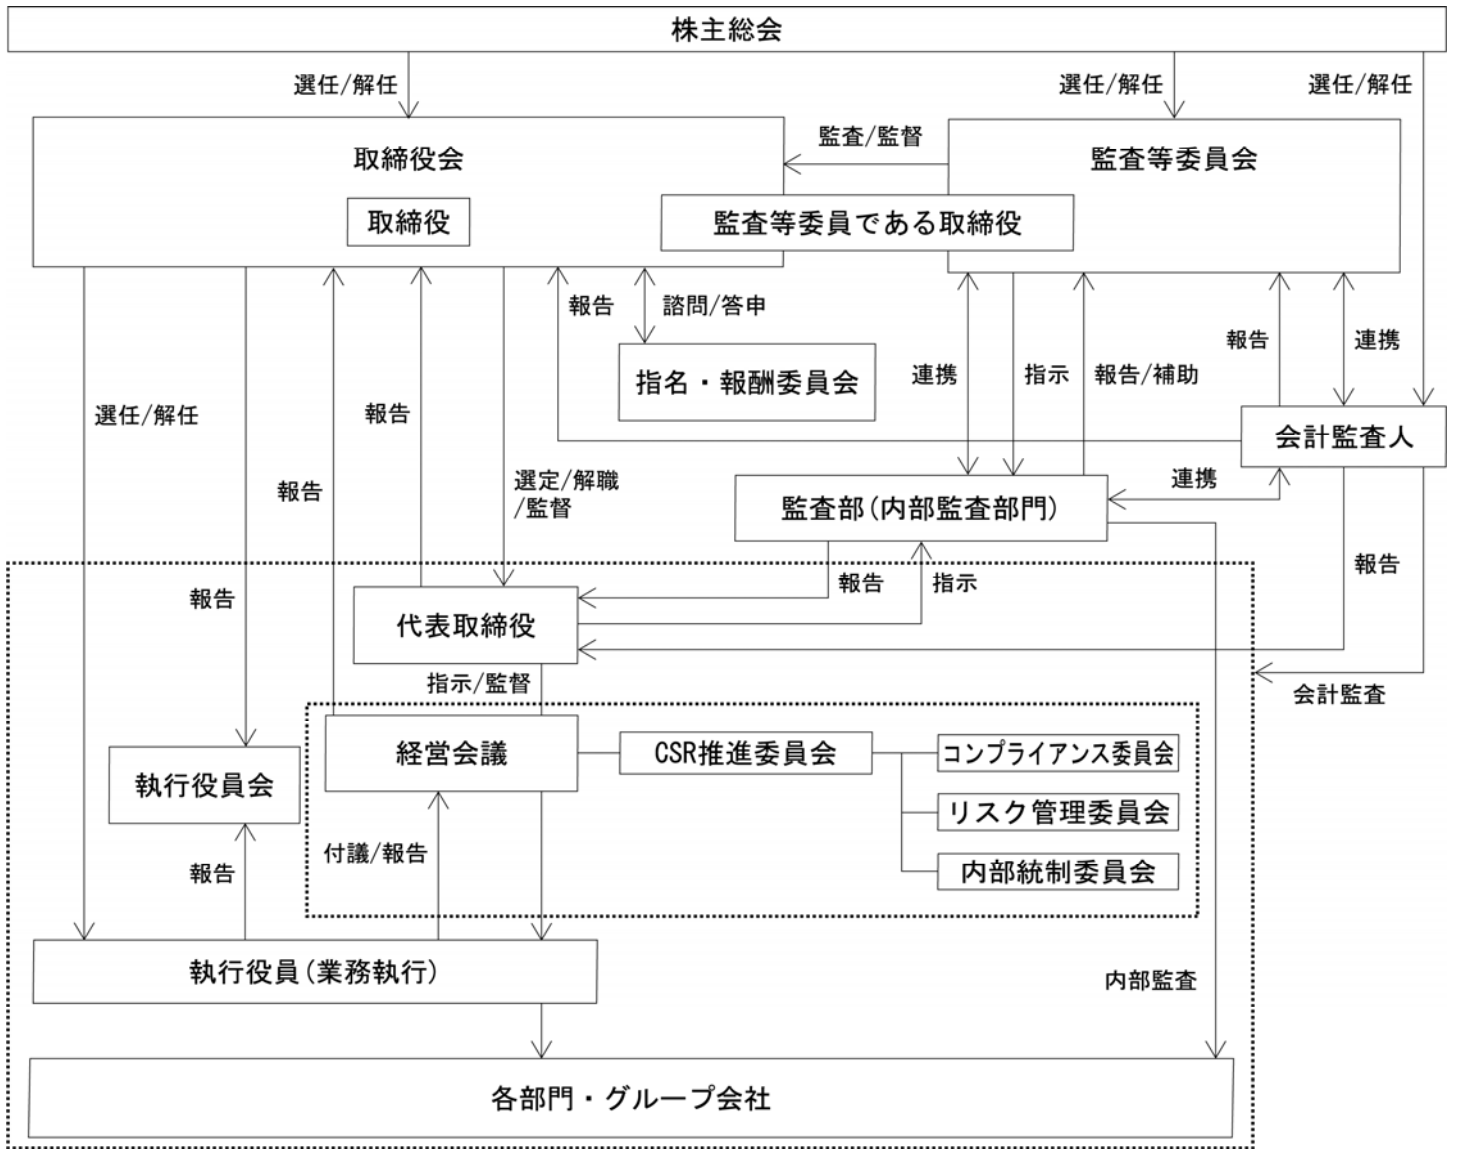 株主総会
選任/解任
選任/解任
選任/解任
取締役会
監査/監督
監査等委員会
取締役
監査等委員である取締役
報告
諮問/答申
連携
指示
報告/補助
報告
連携
指名・報酬委員会
選任/解任
報告
会計監査人
報告
選定/解職
/監督
連携
監査部(内部監査部門)
報告
報告
指示
報告
代表取締役
指示/監督
会計監査
経営会議
CSR推進委員会
コンプライアンス委員会
執行役員会
リスク管理委員会
付議/報告
報告
内部統制委員会
執行役員(業務執行)
内部監査
各部門・グループ会社